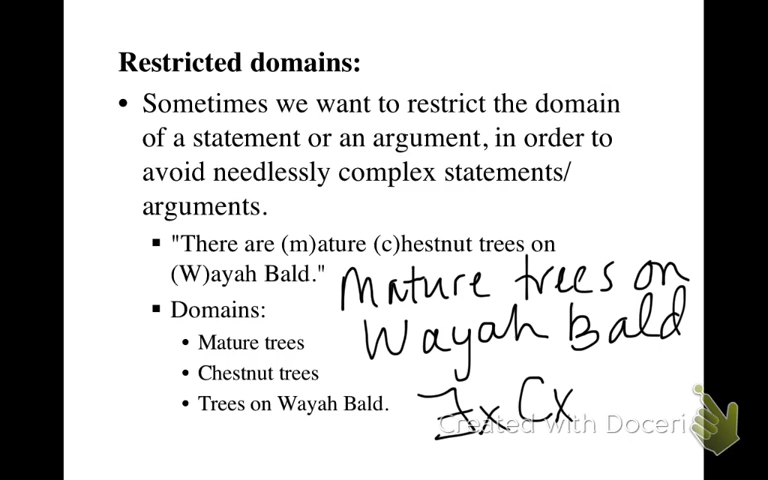 Restricted domains:
• Sometimes we want to restrict the domain
of a statement or an argument, in order to
avoid needlessly complex statements/
arguments.
▪ "There are (m)ature (c)hestnut trees on
(W)ayah Bald."
Mature trees on
Wayah Bald
▪ Domains:
• Mature trees
• Chestnut trees
• Trees on Wayah Bald.
∃x Cx
Created with Doceri